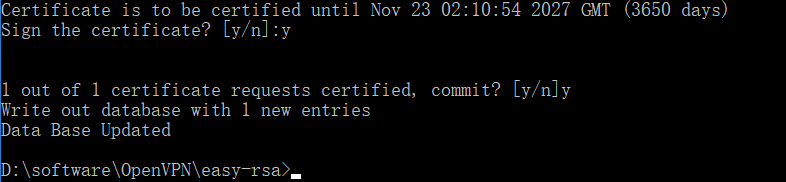 Certificate is to be certified until Nov 23 02:10:54 2027 GMT (3650 days)
Sign the certificate? [y/n]:y
1 out of 1 certificate requests certified, commit? [y/n]y
Write out database with 1 new entries
Data Base Updated
D:\software\OpenVPN\easy-rsa>